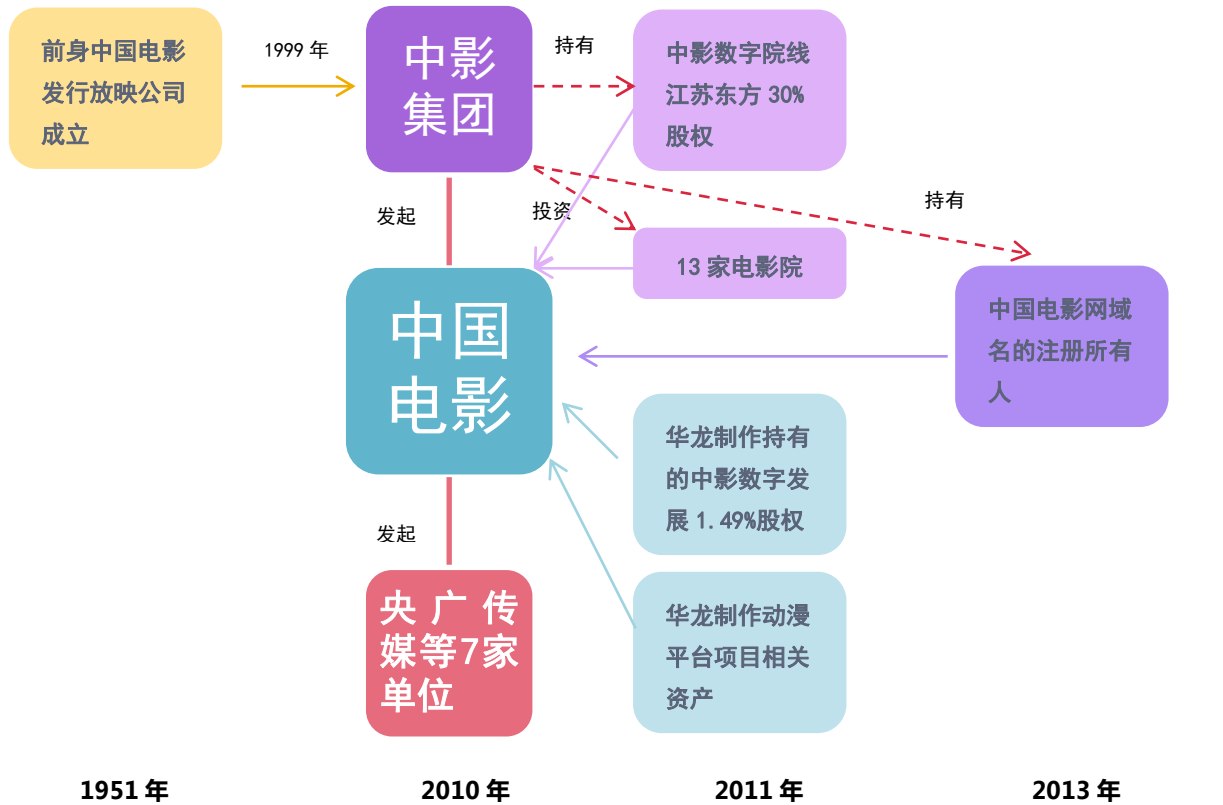 前身中国电影
发行放映公司
成立
1999 年
中影
集团
持有
中影数字院线
江苏东方 30%
股权
发起
投资
持有
13 家电影院
中国电影网域
名的注册所有
人
中国
电影
华龙制作持有
的中影数字发
展 1.49%股权
发起
央广传
媒等7家
单位
华龙制作动漫
平台项目相关
资产
1951 年
2010 年
2011 年
2013 年